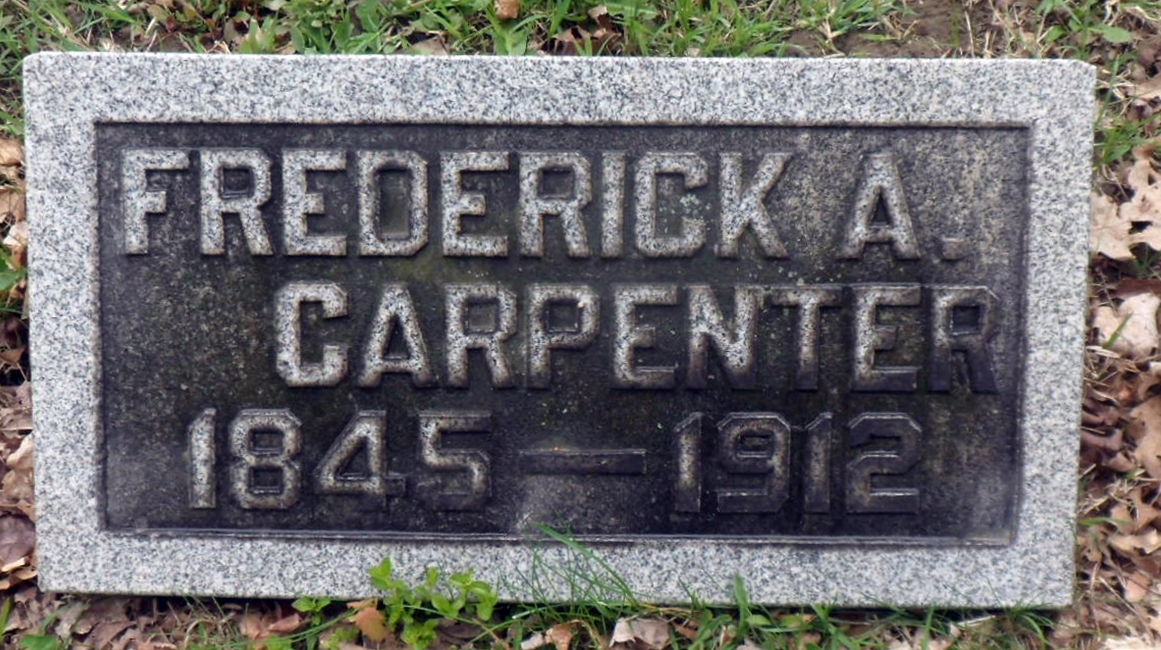 FREDERICK A.
CARPENTER
1845 — 1912